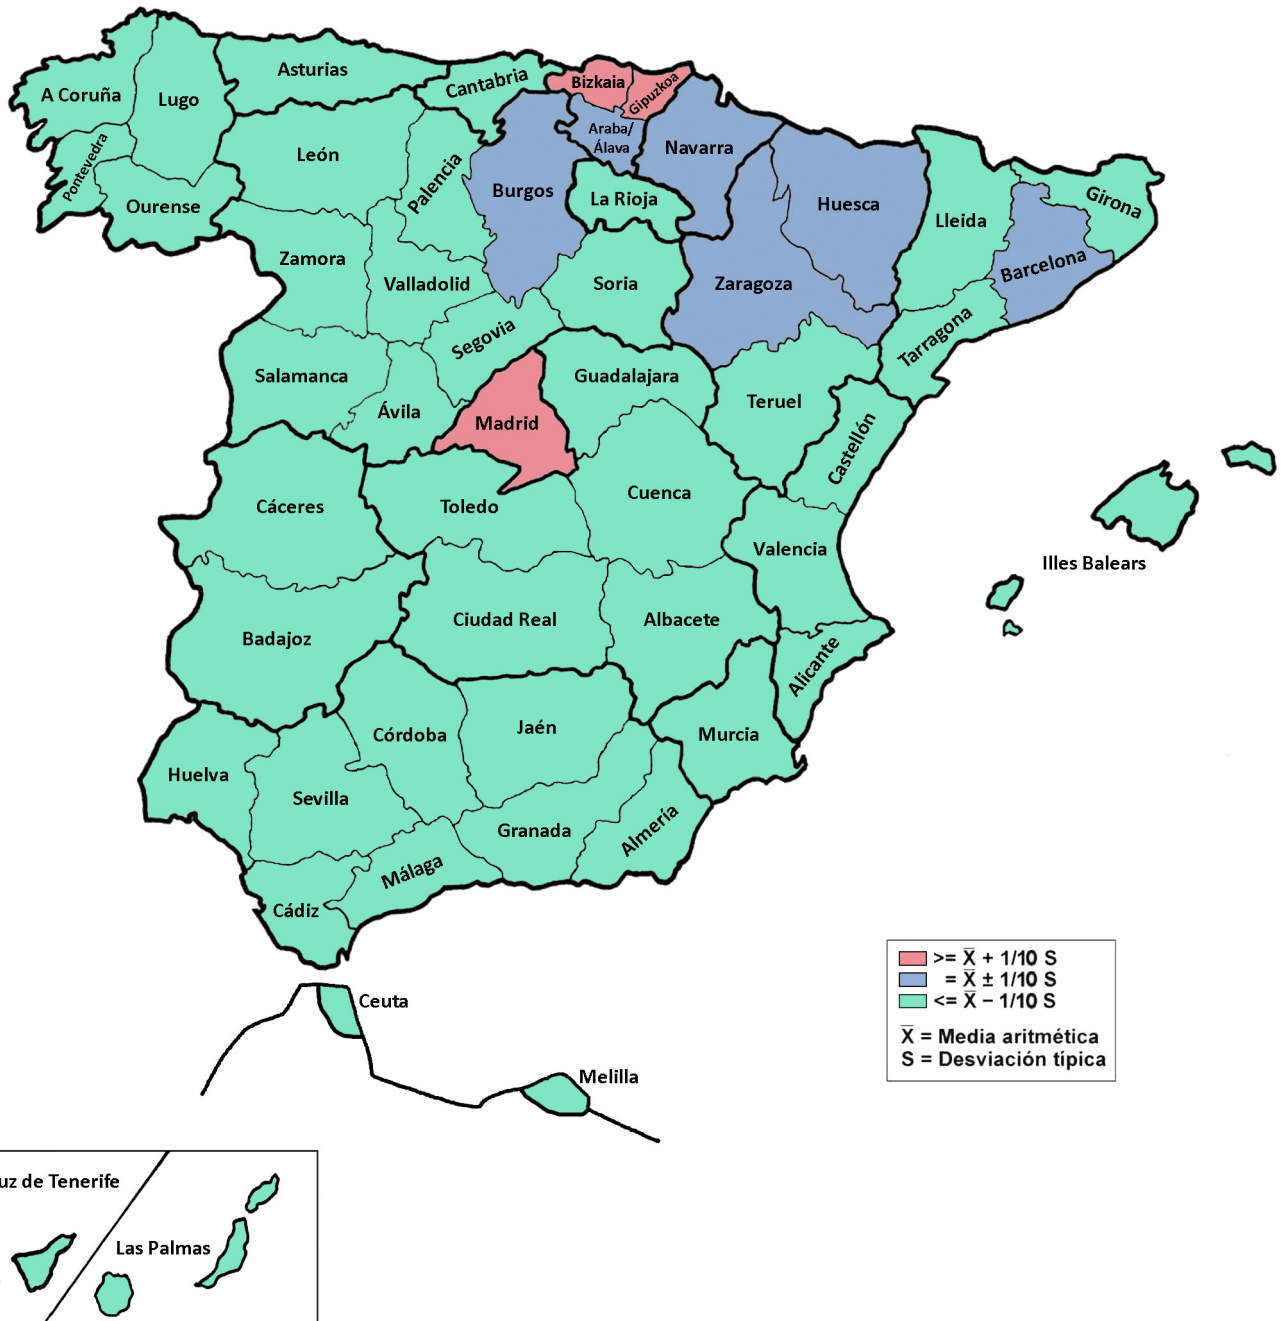 Asturias
Cantabria
Bizkaia
Gipuzkoa
A Coruña
Lugo
Araba/
Álava
Navarra
León
Pontevedra
Palencia
Burgos
La Rioja
Huesca
Lleida
Girona
Ourense
Zamora
Valladolid
Soria
Zaragoza
Barcelona
Segovia
Tarragona
Salamanca
Ávila
Guadalajara
Madrid
Teruel
Castellón
Cáceres
Toledo
Cuenca
Valencia
Illes Balears
Badajoz
Ciudad Real
Albacete
Alicante
Córdoba
Jaén
Murcia
Huelva
Sevilla
Granada
Almería
Málaga
Cádiz
Ceuta
Melilla
>= X̅ + 1/10 S
= X̅ ± 1/10 S
<= X̅ − 1/10 S
X̅ = Media aritmética
S = Desviación típica
uz de Tenerife
Las Palmas